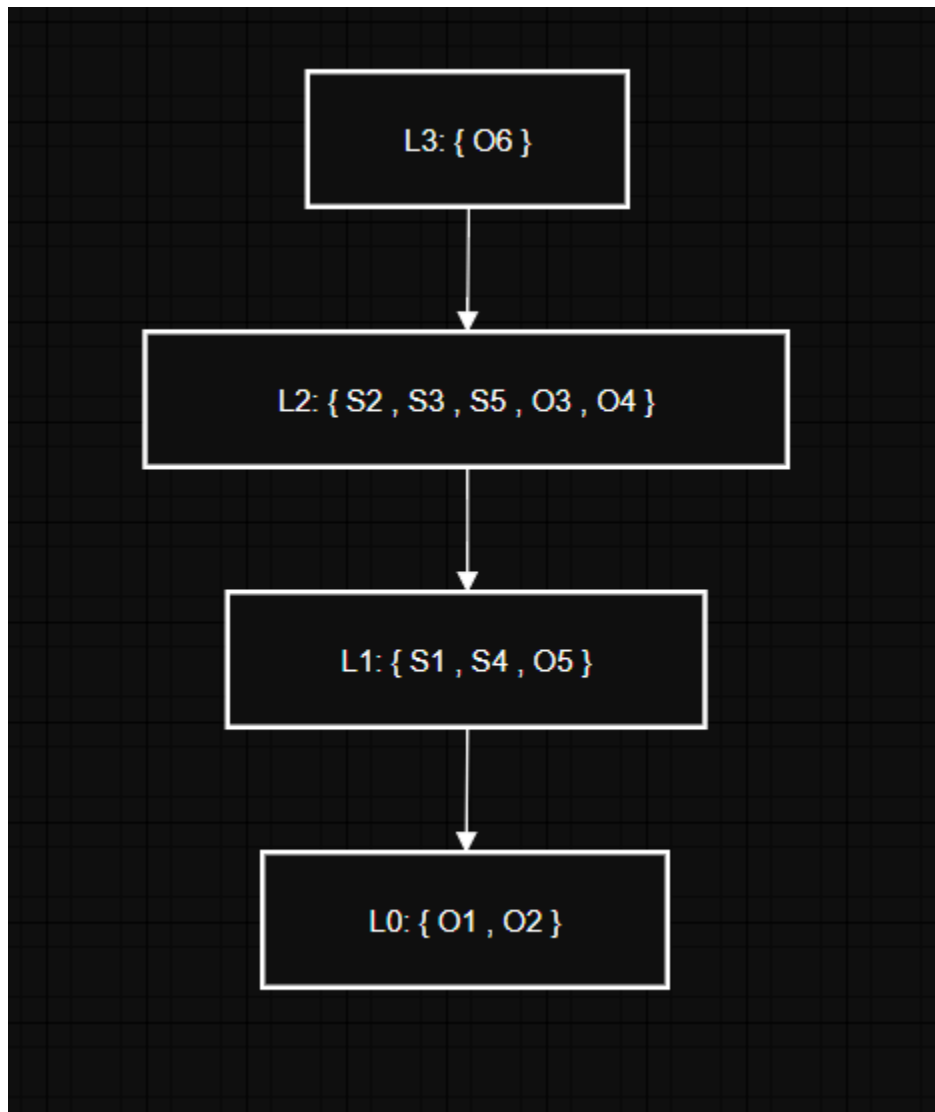 L3: { O6 }
L2: { S2 , S3 , S5 , O3 , O4 }
L1: { S1 , S4 , O5 }
L0: { O1 , O2 }